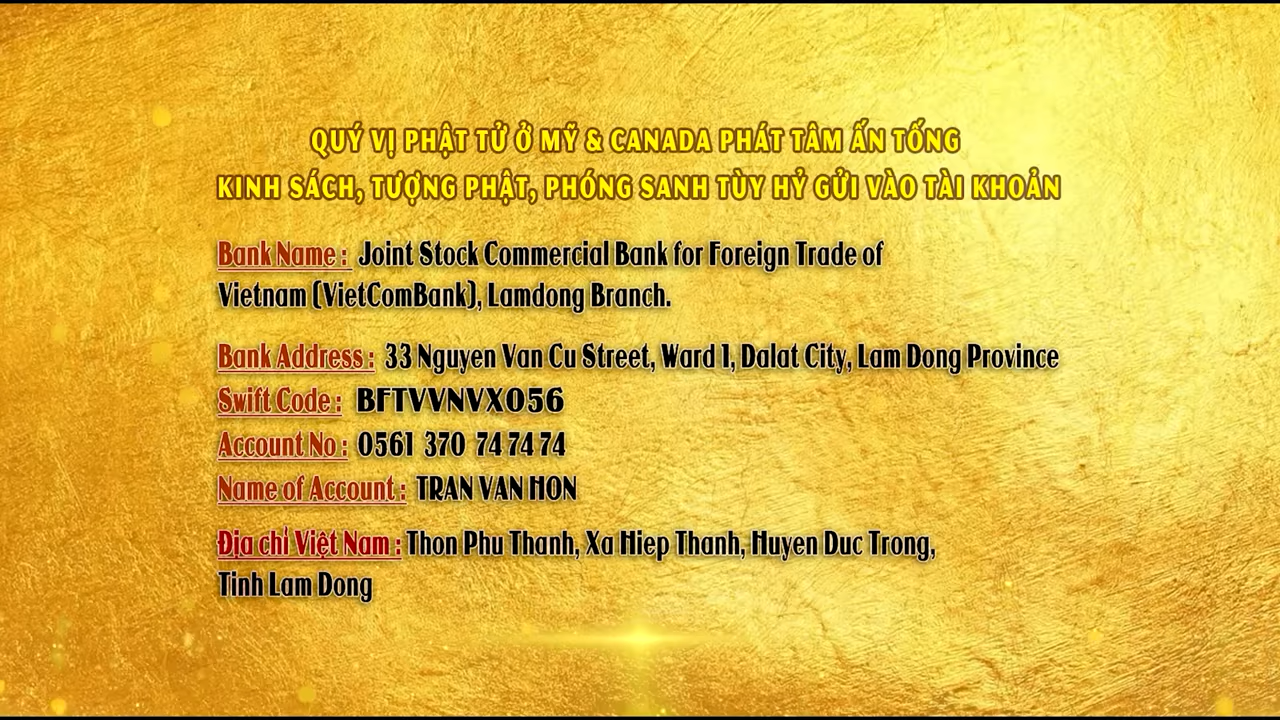 QUÝ VỊ PHẬT TỬ Ở MỸ & CANADA PHÁT TÂM ẤN TỐNG
KINH SÁCH, TƯỢNG PHẬT, PHÓNG SANH TÙY HỶ GỬI VÀO TÀI KHOẢN
Bank Name : Joint Stock Commercial Bank for Foreign Trade of
Vietnam (VietComBank), Lamdong Branch.
Bank Address : 33 Nguyen Van Cu Street, Ward 1, Dalat City, Lam Dong Province
Swift Code : BFTVVNVX056
Account No : 0561 370 74 74 74
Name of Account : TRAN VAN HON
Địa chỉ Việt Nam : Thon Phu Thanh, Xa Hiep Thanh, Huyen Duc Trong,
Tinh Lam Dong